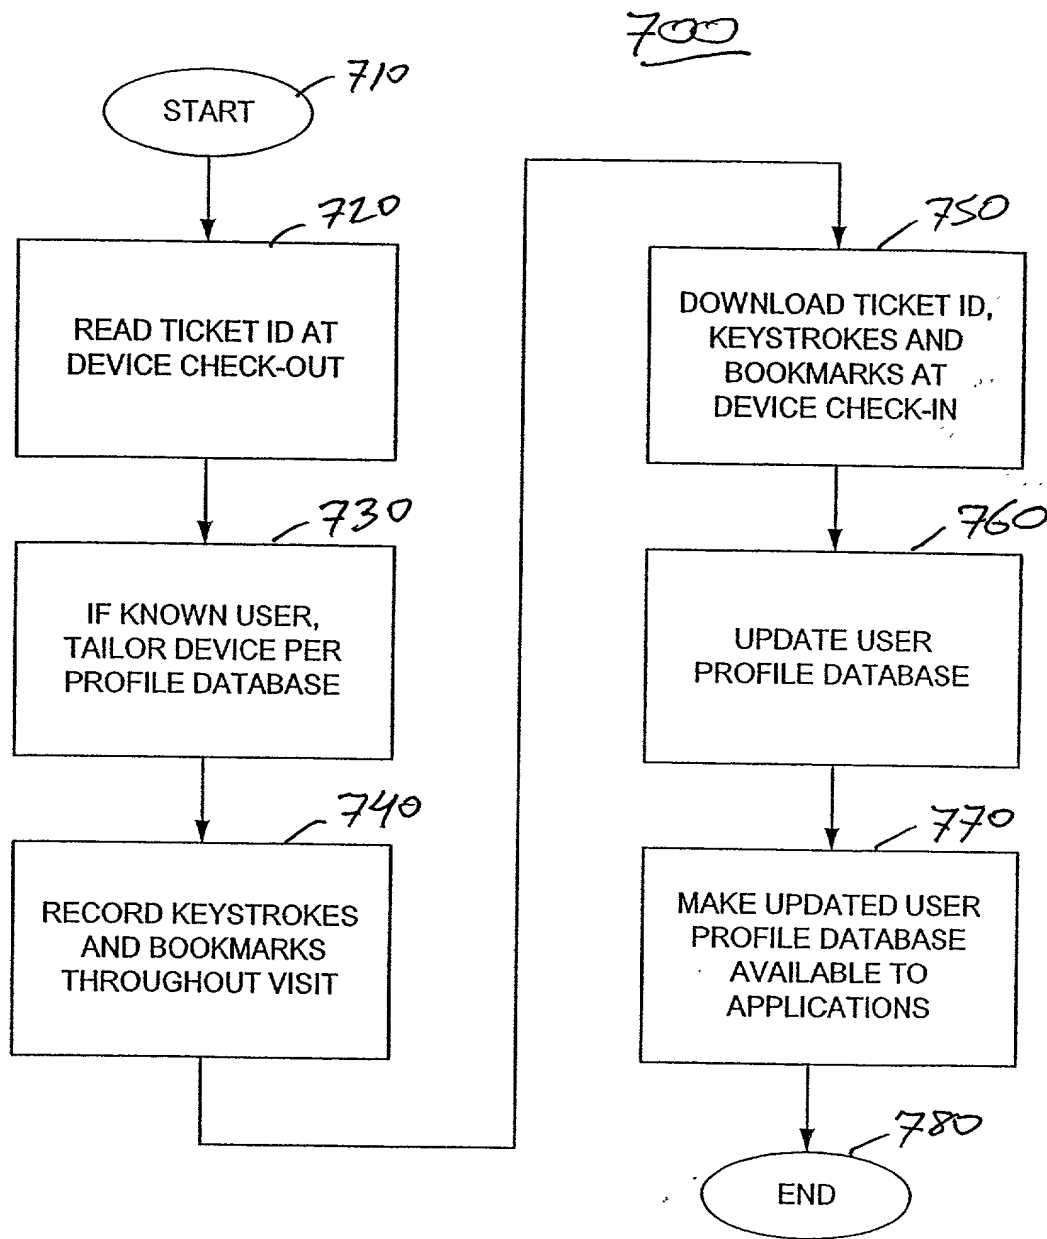 700
710
START
720
READ TICKET ID AT
DEVICE CHECK-OUT
730
IF KNOWN USER,
TAILOR DEVICE PER
PROFILE DATABASE
740
RECORD KEYSTROKES
AND BOOKMARKS
THROUGHOUT VISIT
750
DOWNLOAD TICKET ID,
KEYSTROKES AND
BOOKMARKS AT
DEVICE CHECK-IN
760
UPDATE USER
PROFILE DATABASE
770
MAKE UPDATED USER
PROFILE DATABASE
AVAILABLE TO
APPLICATIONS
780
END